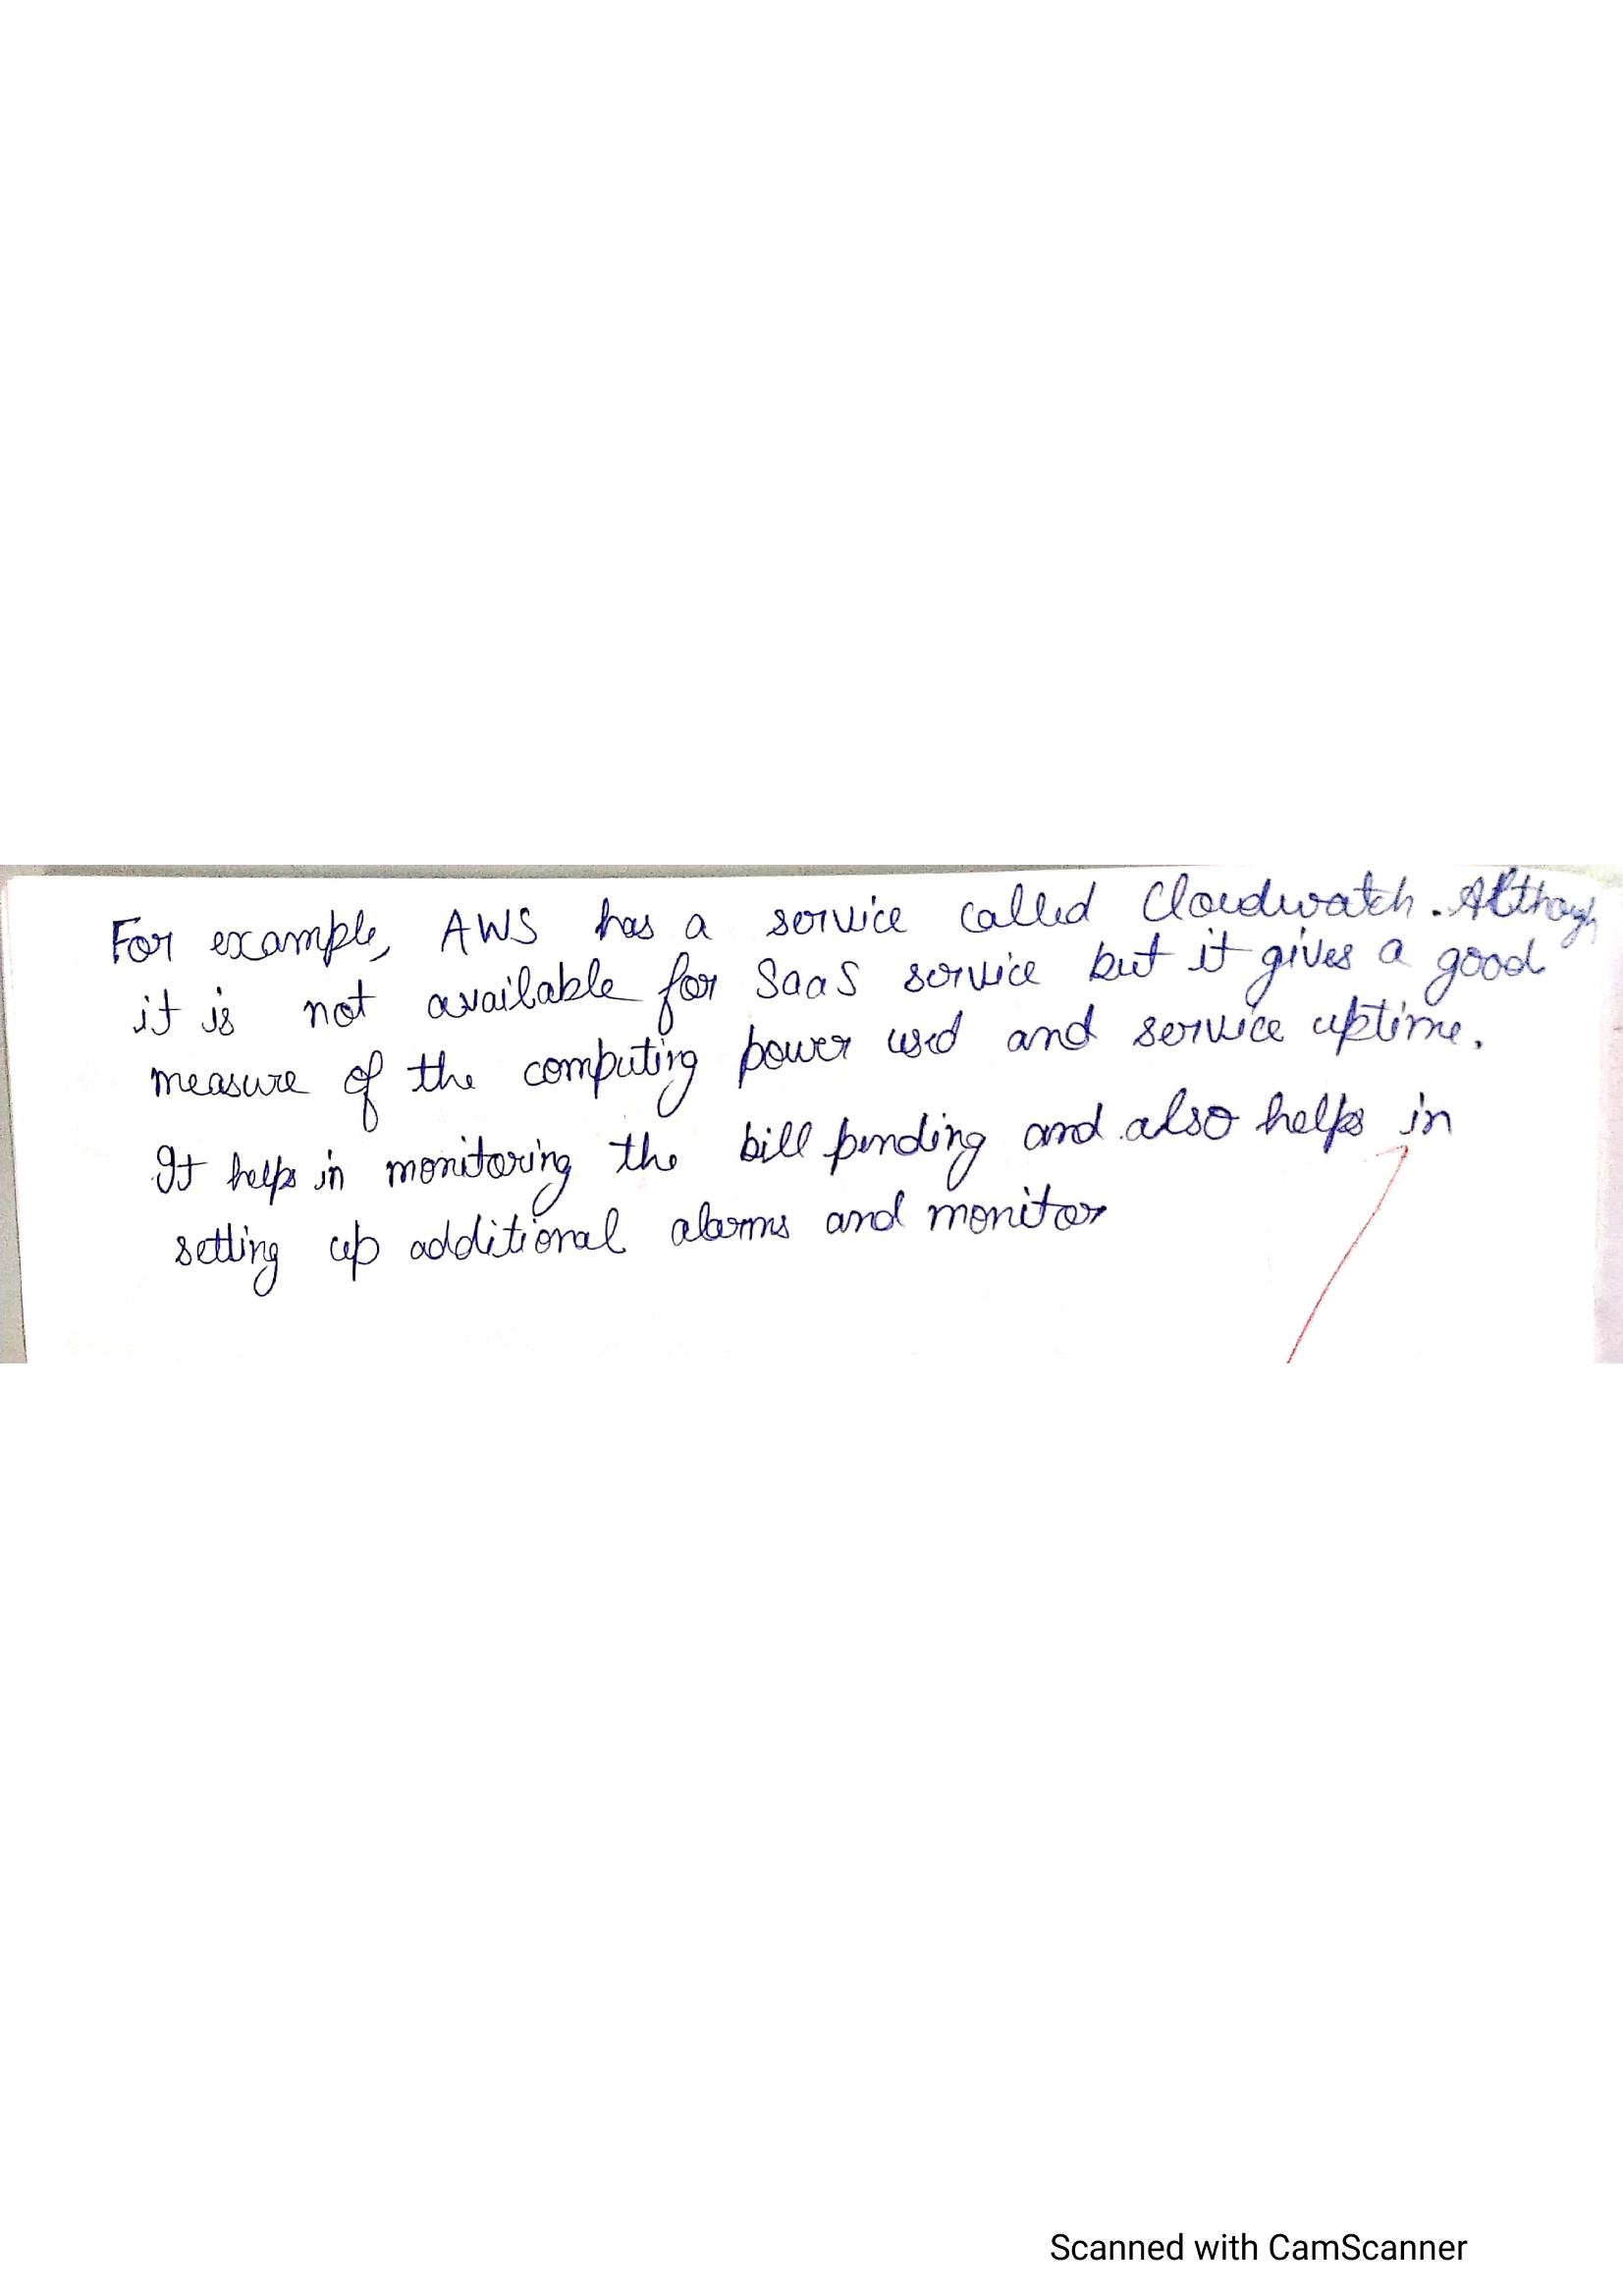 For example, AWS has a service called Cloudwatch. Although
it is not available for SaaS service but it gives a good
measure of the computing power used and service uptime.
It helps in monitoring the bill pending and also helps in
setting up additional alarms and monitor
Scanned with CamScanner